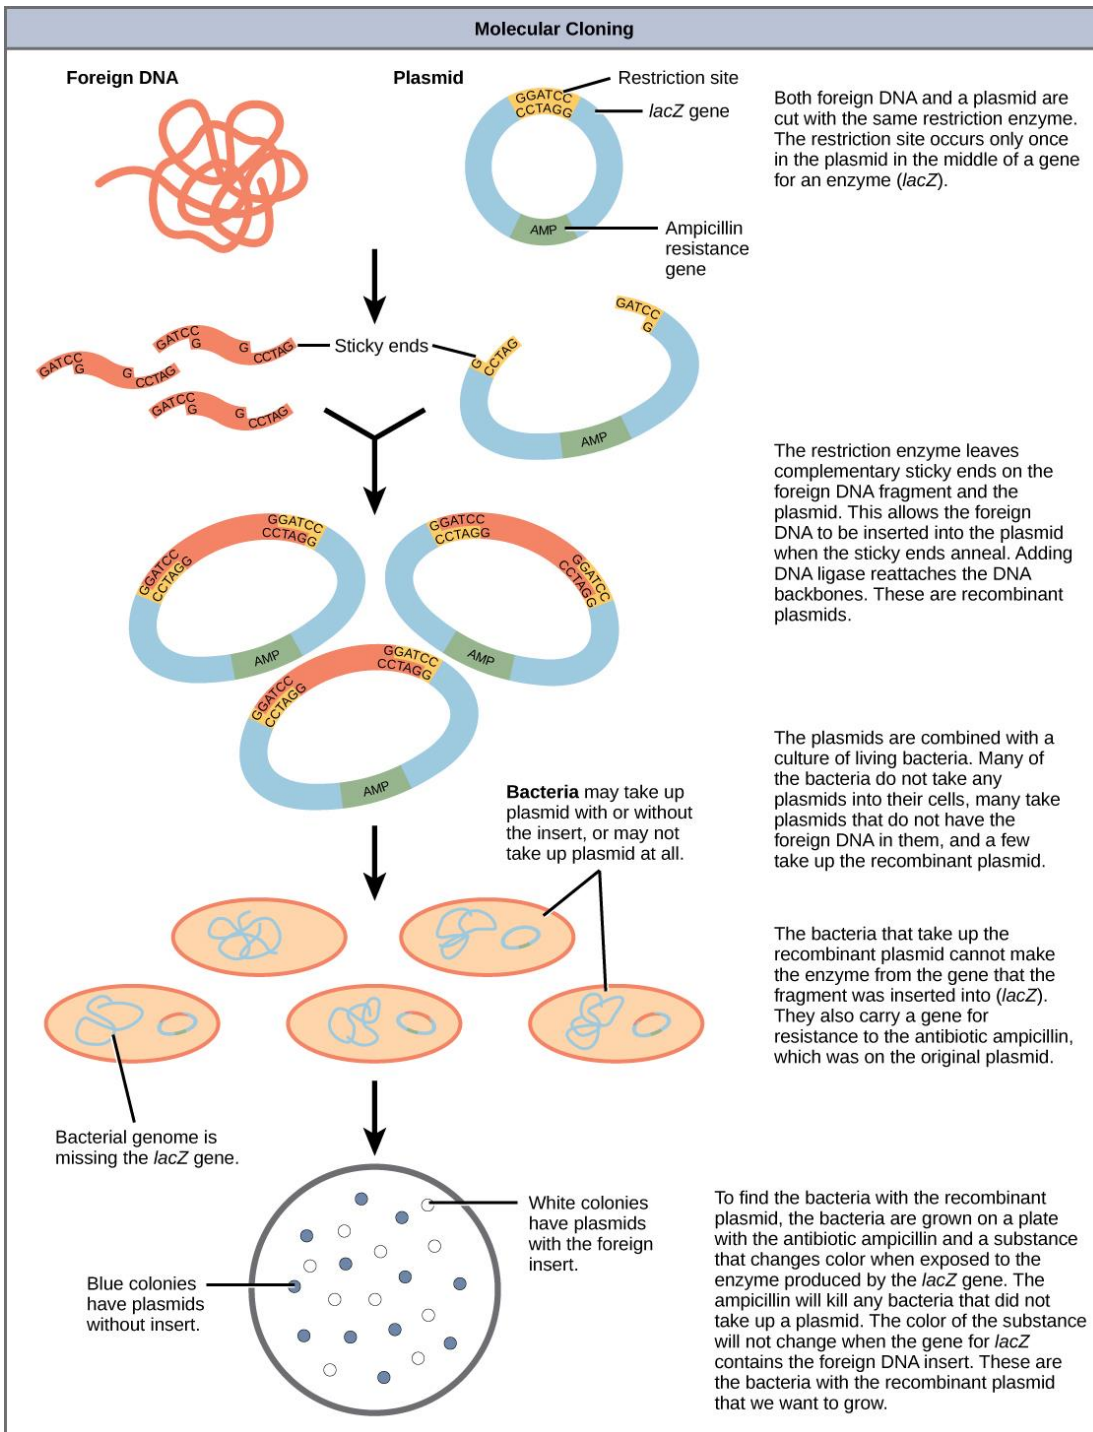 Molecular Cloning
Foreign DNA
Plasmid
Restriction site
GGATCC
CCTAGG
lacZ gene
AMP
Ampicillin
resistance
gene
Both foreign DNA and a plasmid are
cut with the same restriction enzyme.
The restriction site occurs only once
in the plasmid in the middle of a gene
for an enzyme (lacZ).
GATCC
G
G
CCTAG
GATCC
G
G
CCTAG
GATCC
G
G
CCTAG
Sticky ends
G
CCTAG
GATCC
G
AMP
The restriction enzyme leaves
complementary sticky ends on the
foreign DNA fragment and the
plasmid. This allows the foreign
DNA to be inserted into the plasmid
when the sticky ends anneal. Adding
DNA ligase reattaches the DNA
backbones. These are recombinant
plasmids.
GGATCC
CCTAGG
GGATCC
CCTAGG
AMP
GGATCC
CCTAGG
GGATCC
CCTAGG
AMP
GGATCC
CCTAGG
GGATCC
CCTAGG
AMP
The plasmids are combined with a
culture of living bacteria. Many of
the bacteria do not take any
plasmids into their cells, many take
plasmids that do not have the
foreign DNA in them, and a few
take up the recombinant plasmid.
Bacteria may take up
plasmid with or without
the insert, or may not
take up plasmid at all.
The bacteria that take up the
recombinant plasmid cannot make
the enzyme from the gene that the
fragment was inserted into (lacZ).
They also carry a gene for
resistance to the antibiotic ampicillin,
which was on the original plasmid.
Bacterial genome is
missing the lacZ gene.
White colonies
have plasmids
with the foreign
insert.
Blue colonies
have plasmids
without insert.
To find the bacteria with the recombinant
plasmid, the bacteria are grown on a plate
with the antibiotic ampicillin and a substance
that changes color when exposed to the
enzyme produced by the lacZ gene. The
ampicillin will kill any bacteria that did not
take up a plasmid. The color of the substance
will not change when the gene for lacZ
contains the foreign DNA insert. These are
the bacteria with the recombinant plasmid
that we want to grow.